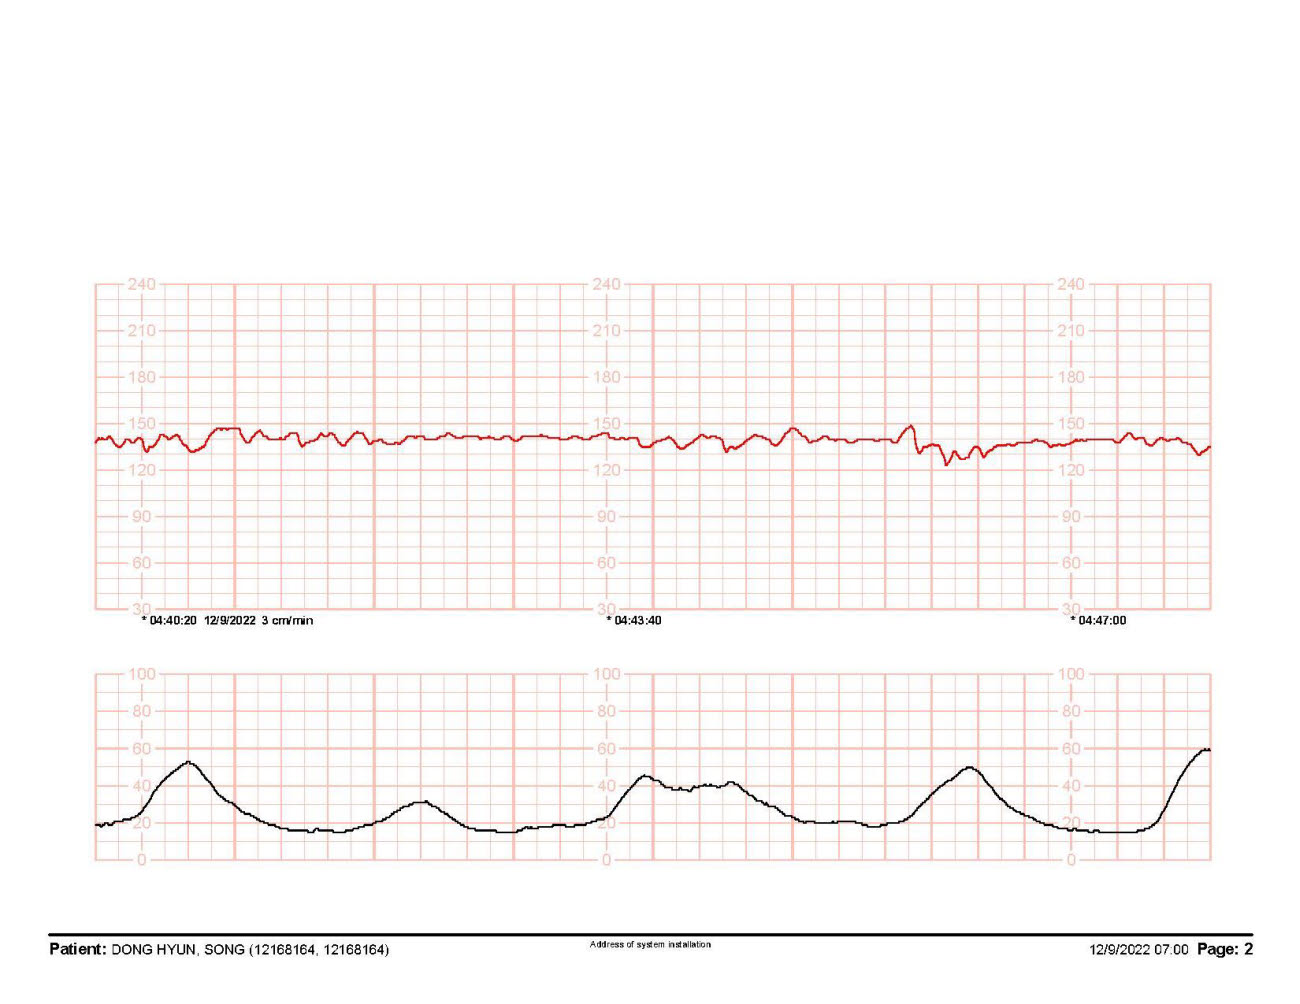 240 240 240
210 210 210
180 180 180
150 150 150
120 120 120
90 90 90
60 60 60
30 30 30
* 04:40:20 12/9/2022 3 cm/min * 04:43:40 * 04:47:00
100 100 100
80 80 80
60 60 60
40 40 40
20 20 20
0 0 0
Patient: DONG HYUN, SONG (12168164, 12168164) Address of system installation 12/9/2022 07:00 Page: 2